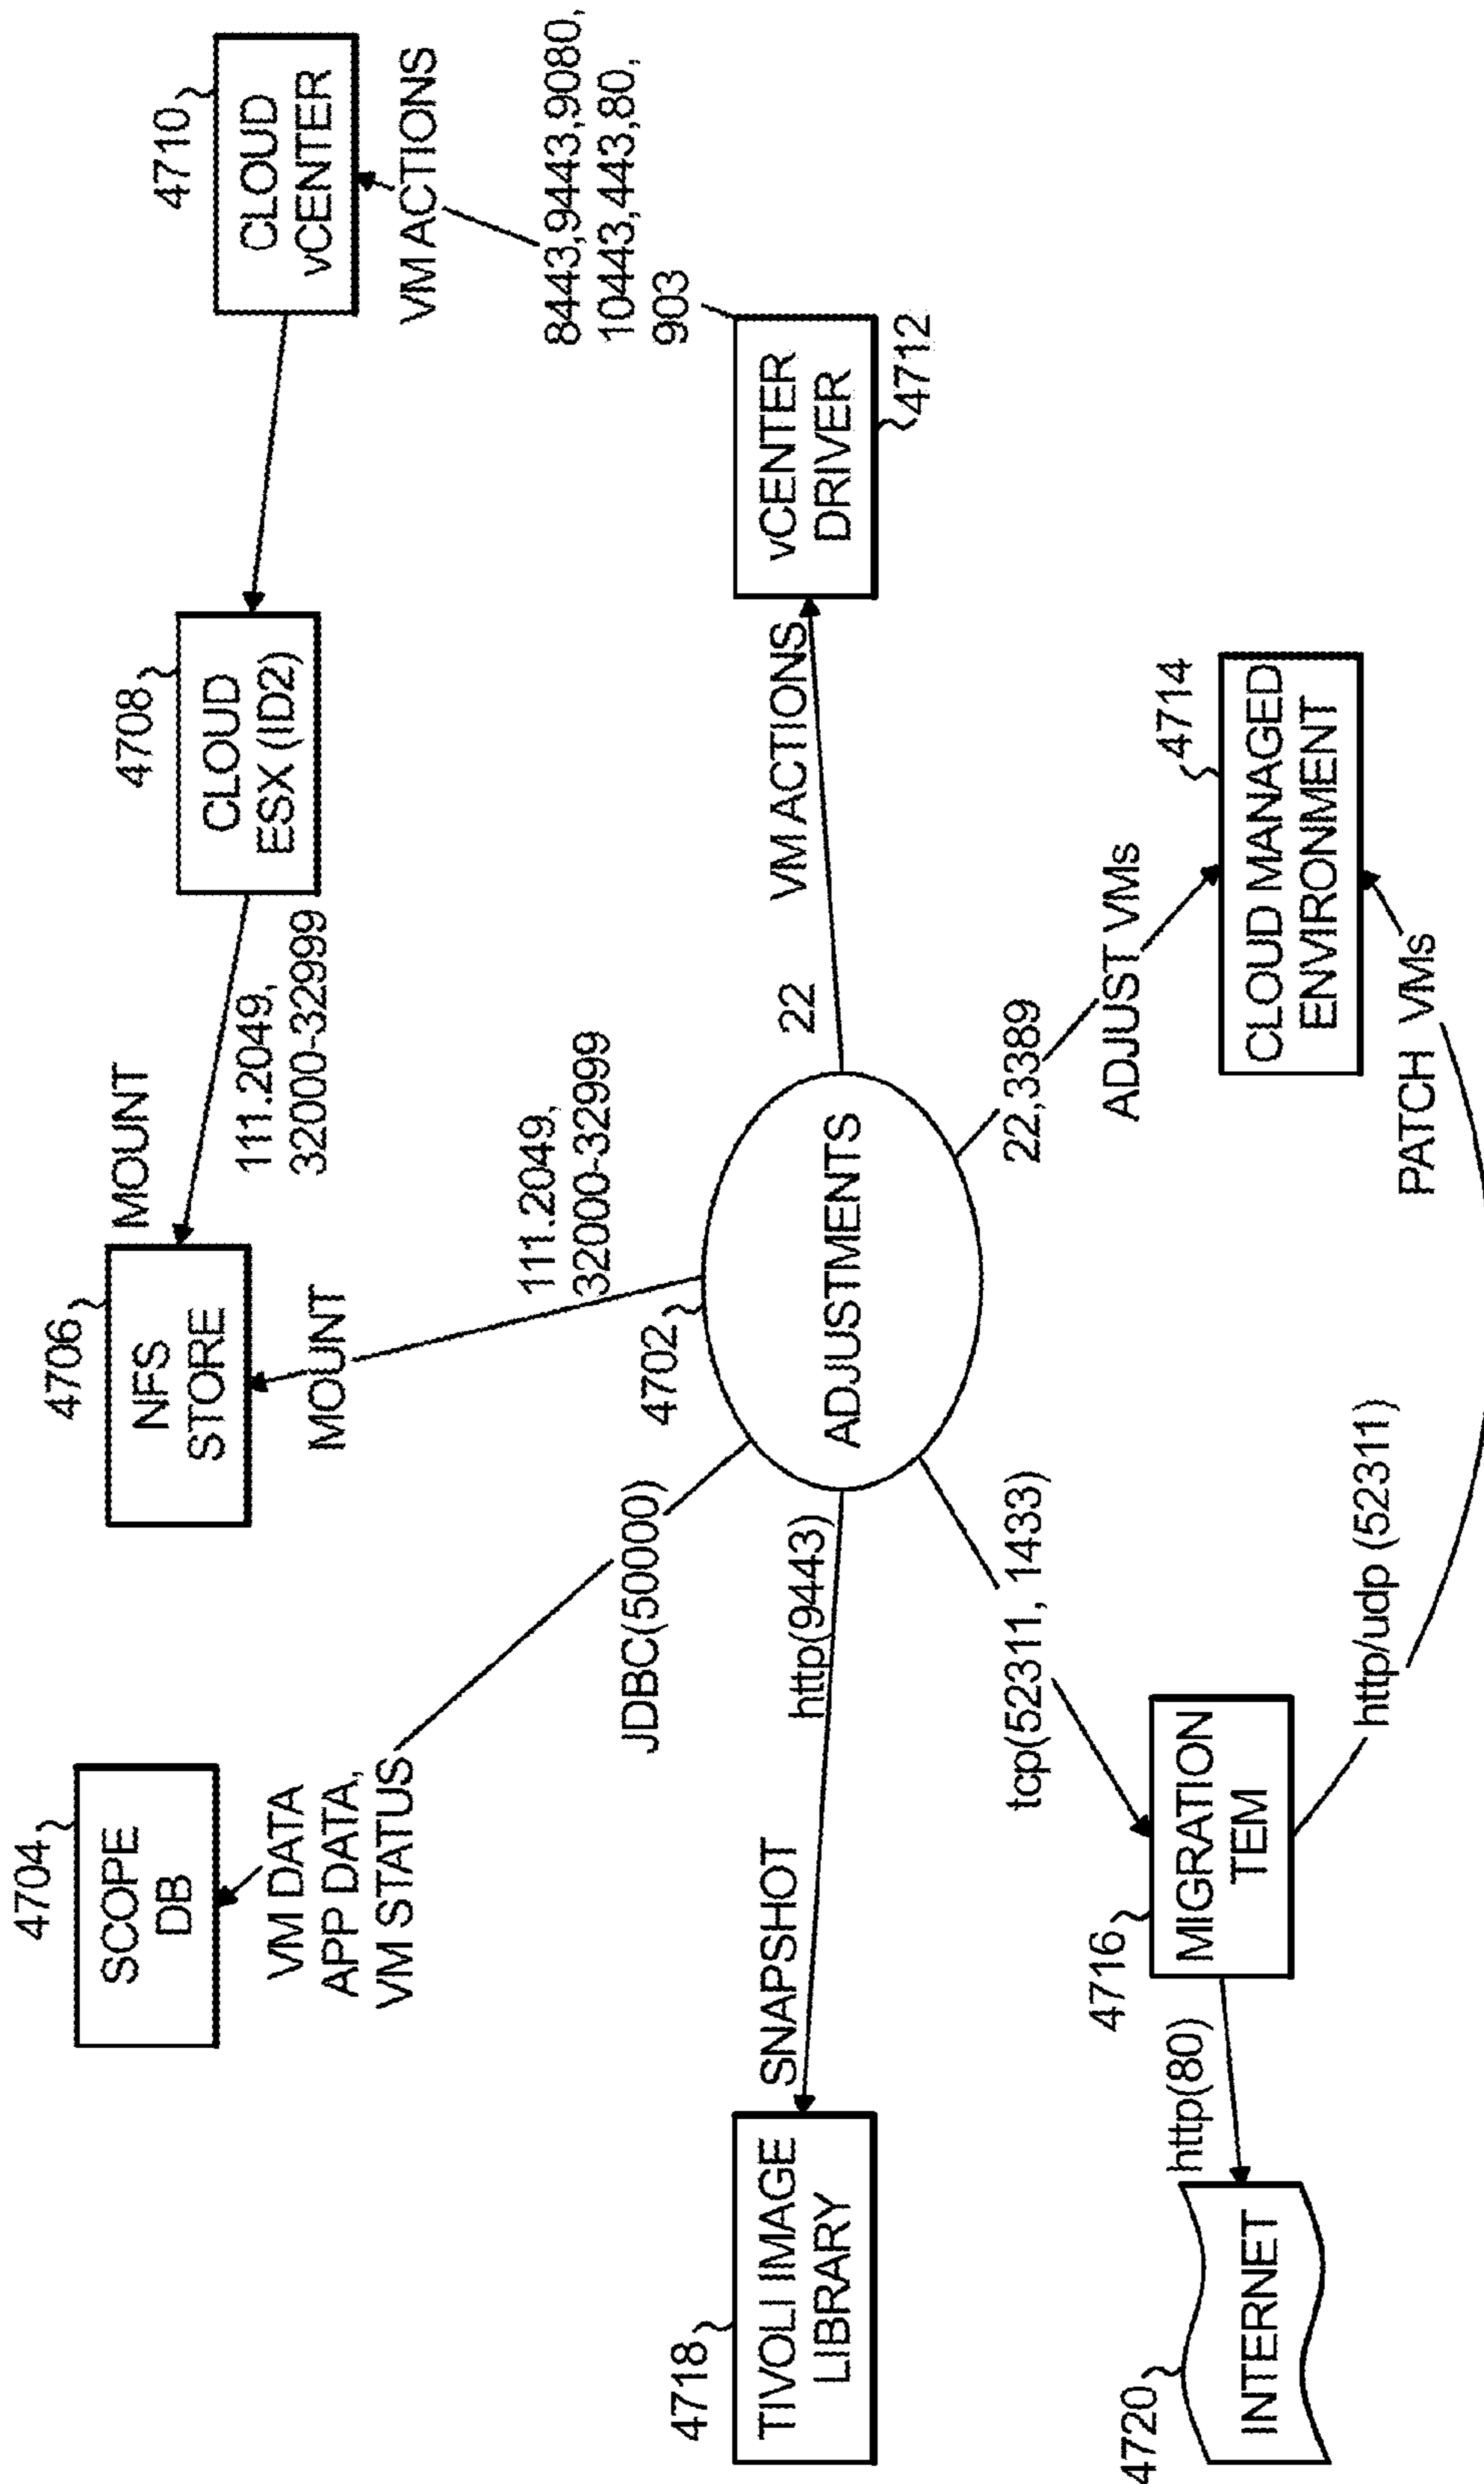 4704
SCOPE
DB
VM DATA
APP DATA,
VM STATUS
JDBC(50000)
4706
NFS
STORE
MOUNT
111.2049,
32000-32999
MOUNT
111.2049,
32000-32999
4708
CLOUD
ESX (ID2)
4710
CLOUD
vCENTER
VM ACTIONS
8443,9443,9080,
10443,443,80,
903
4718
TIVOLI IMAGE
LIBRARY
SNAPSHOT
http(9443)
4702
ADJUSTMENTS
22
VM ACTIONS
vCENTER
DRIVER
4712
4720
INTERNET
http(80)
4716
MIGRATION
TEM
tcp(52311, 1433)
http/udp (52311)
22,3389
ADJUST VMs
4714
CLOUD MANAGED
ENVIRONMENT
PATCH VMs